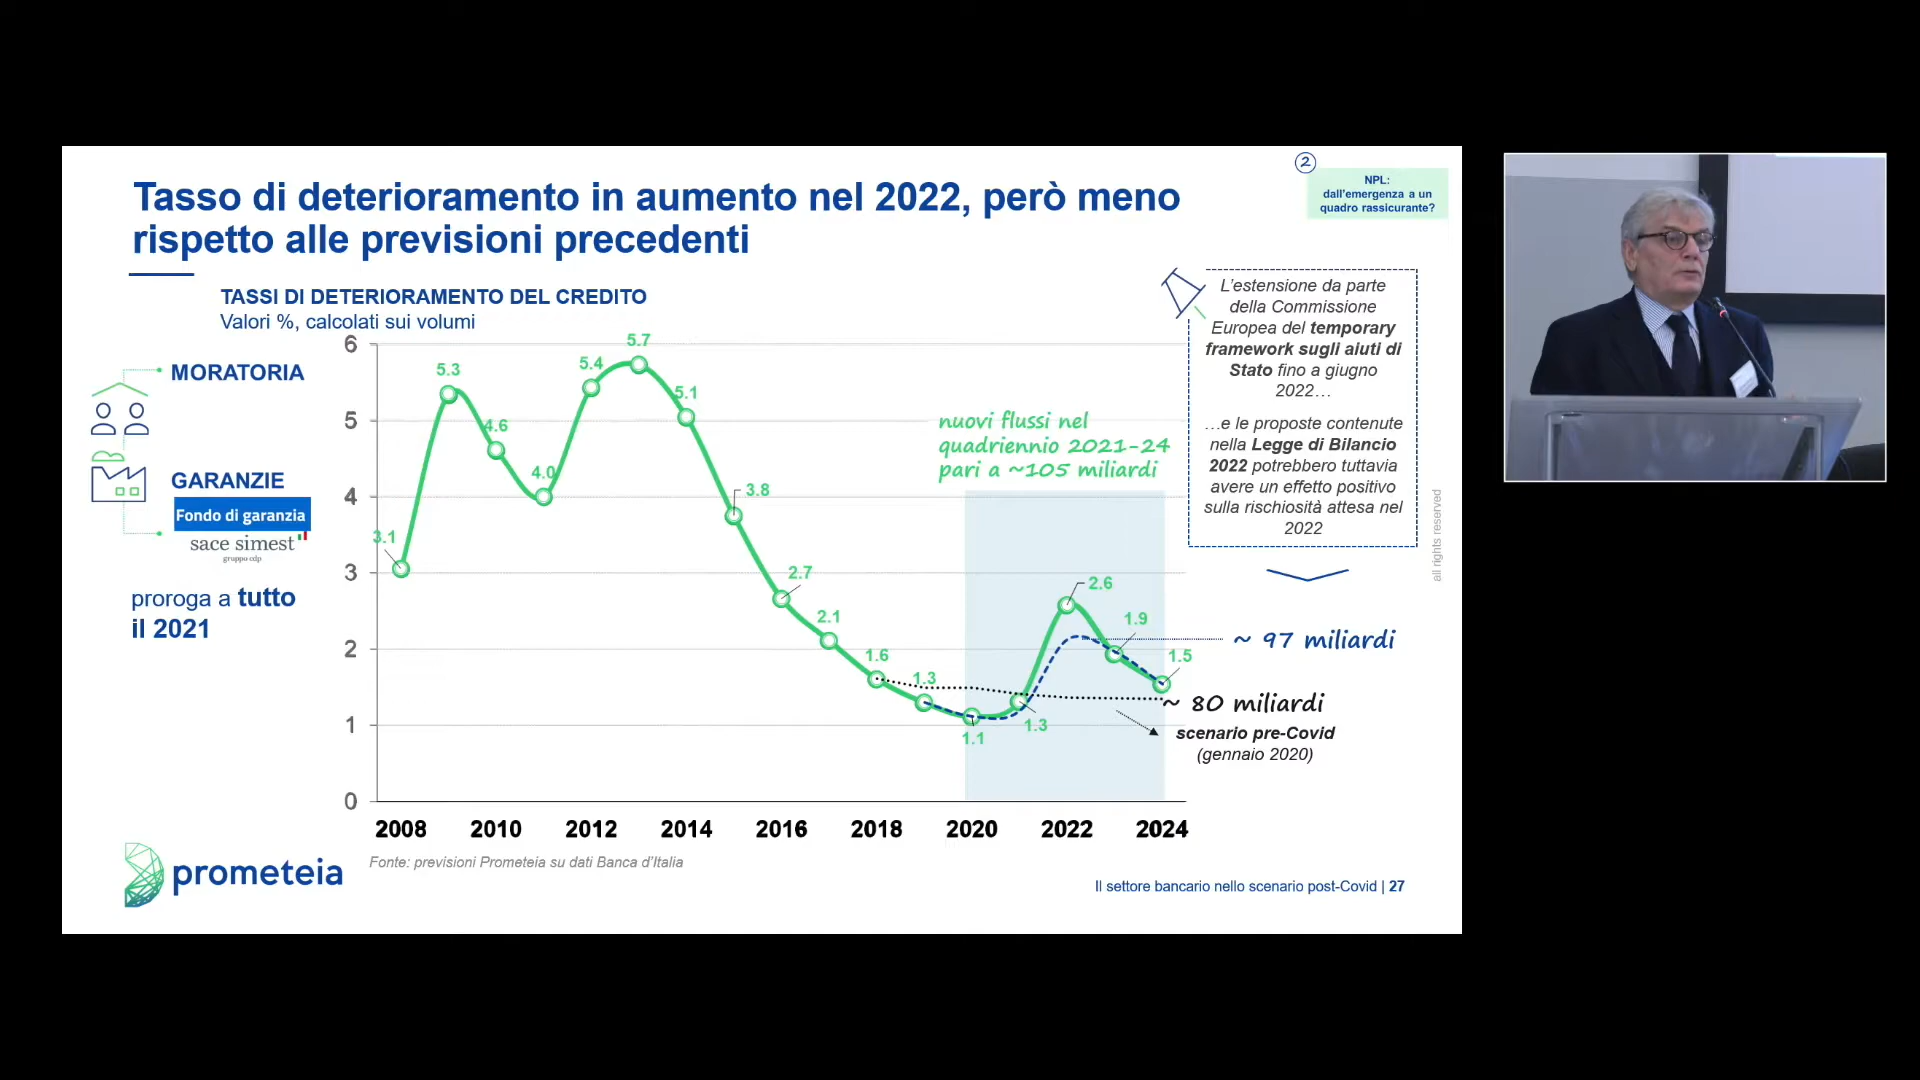 Tasso di deterioramento in aumento nel 2022, però meno
rispetto alle previsioni precedenti
2
NPL:
dall'emergenza a un
quadro rassicurante?
TASSI DI DETERIORAMENTO DEL CREDITO
Valori %, calcolati sui volumi
MORATORIA
GARANZIE
Fondo di garanzia
sace simest
gruppo cdp
proroga a tutto
il 2021
6
5
4
3
2
1
0
3.1
5.3
4.6
4.0
5.4
5.7
5.1
3.8
2.7
2.1
1.6
1.3
1.1
1.3
2.6
1.9
1.5
nuovi flussi nel
quadriennio 2021-24
pari a ~105 miliardi
2008
2010
2012
2014
2016
2018
2020
2022
2024
L'estensione da parte
della Commissione
Europea del temporary
framework sugli aiuti di
Stato fino a giugno
2022…
…e le proposte contenute
nella Legge di Bilancio
2022 potrebbero tuttavia
avere un effetto positivo
sulla rischiosità attesa nel
2022
all rights reserved
~ 97 miliardi
~ 80 miliardi
scenario pre-Covid
(gennaio 2020)
prometeia
Fonte: previsioni Prometeia su dati Banca d'Italia
Il settore bancario nello scenario post-Covid | 27